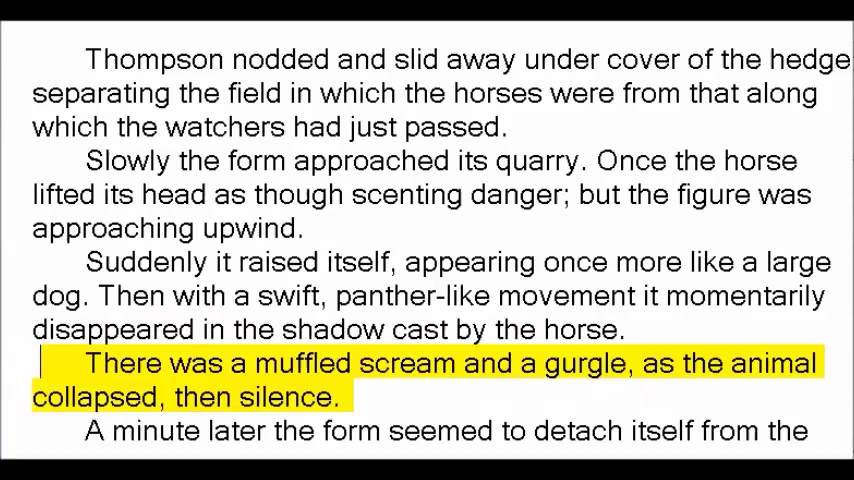 Thompson nodded and slid away under cover of the hedge
separating the field in which the horses were from that along
which the watchers had just passed.
Slowly the form approached its quarry. Once the horse
lifted its head as though scenting danger; but the figure was
approaching upwind.
Suddenly it raised itself, appearing once more like a large
dog. Then with a swift, panther-like movement it momentarily
disappeared in the shadow cast by the horse.
There was a muffled scream and a gurgle, as the animal
collapsed, then silence.
A minute later the form seemed to detach itself from the